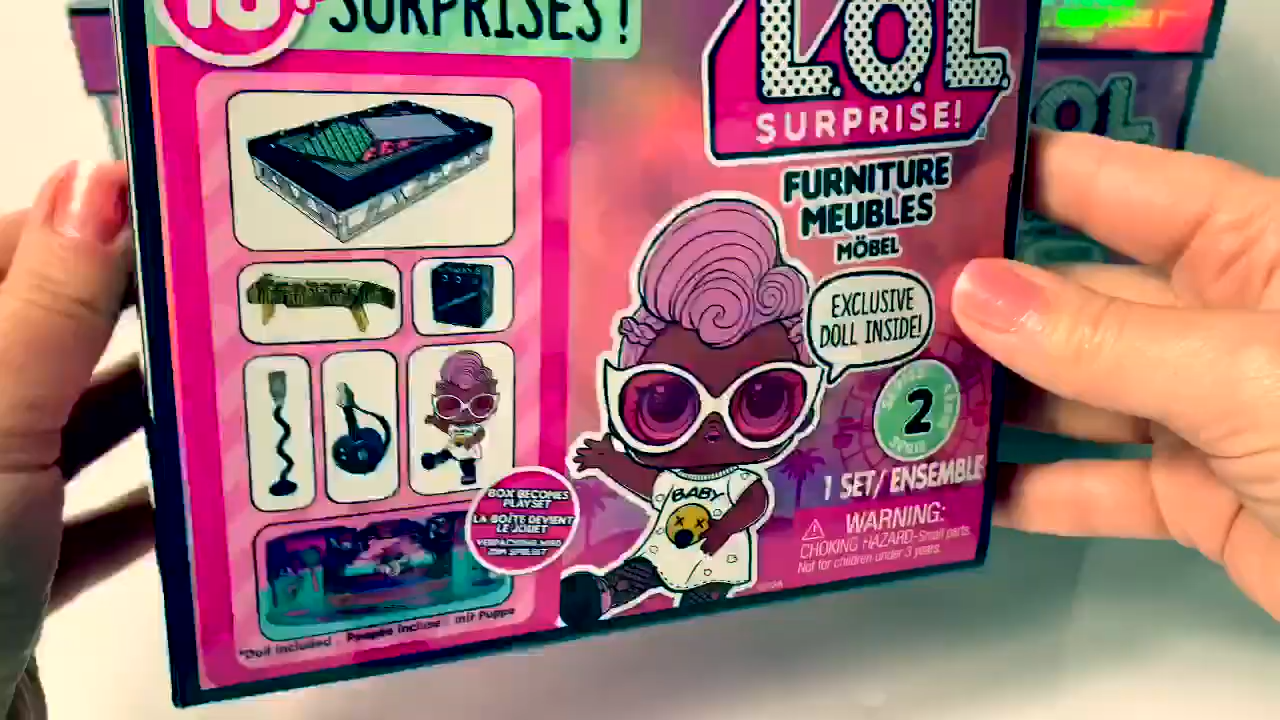 10+
SURPRISES!
L.O.L.
SURPRISE!
FURNITURE
MEUBLES
MÖBEL
EXCLUSIVE
DOLL INSIDE!
2
1 SET/ENSEMBLE
WARNING:
CHOKING HAZARD-Small parts.
Not for children under 3 years.
BABY
BOX BECOMES
PLAYSET
LA BOÎTE DEVIENT
LE JOUET
*Doll included • Poupée incluse • mit Puppe
LOL